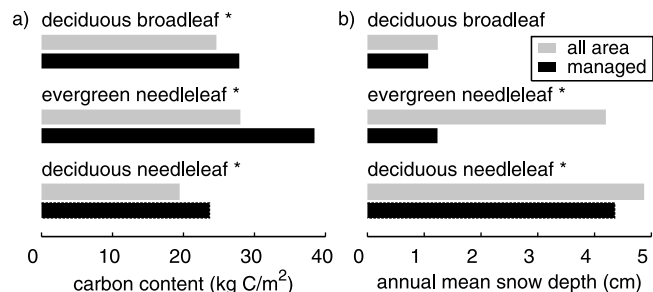 a)
deciduous broadleaf *
evergreen needleleaf *
deciduous needleleaf *
0 10 20 30 40
carbon content (kg C/m²)
b)
deciduous broadleaf
all area
managed
evergreen needleleaf *
deciduous needleleaf *
0 1 2 3 4 5
annual mean snow depth (cm)